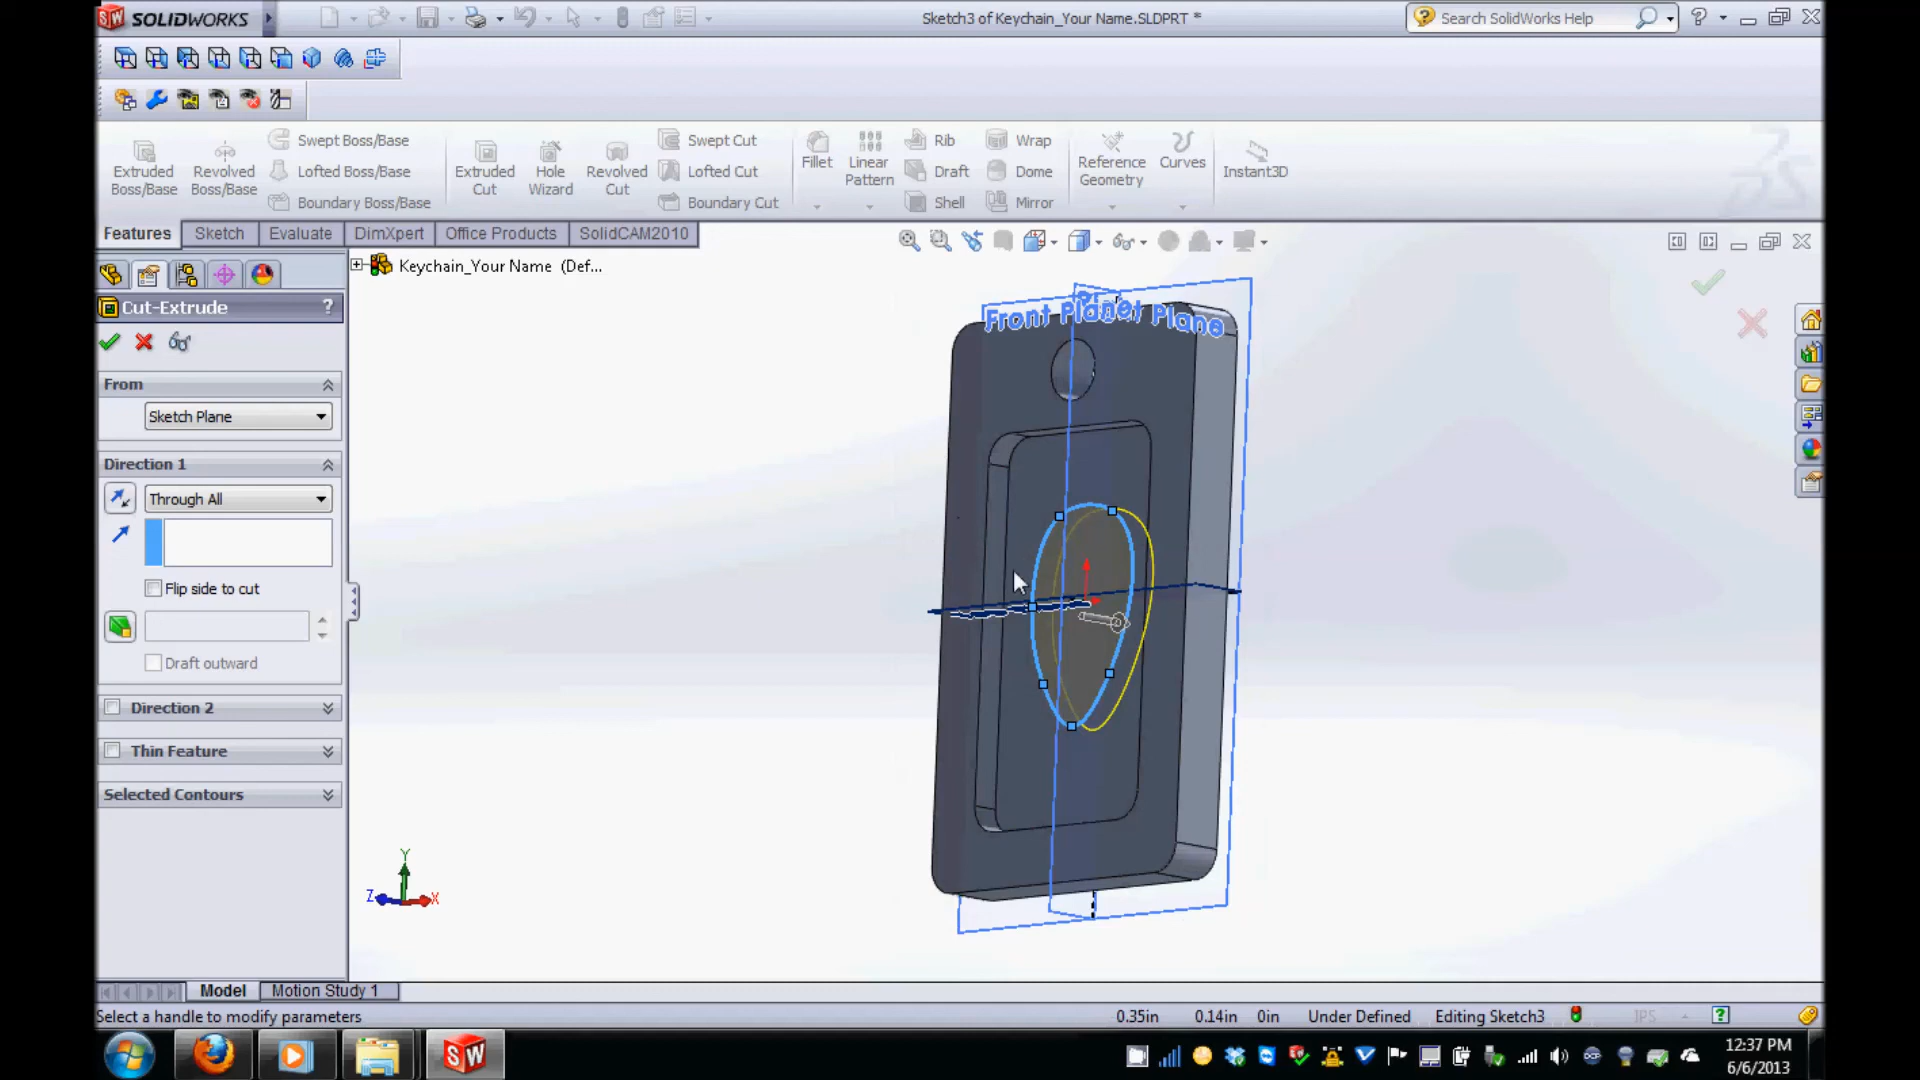 SOLIDWORKS
Sketch3 of Keychain_Your Name.SLDPRT *
Search SolidWorks Help
Extruded Boss/Base
Revolved Boss/Base
Swept Boss/Base
Lofted Boss/Base
Boundary Boss/Base
Extruded Cut
Hole Wizard
Revolved Cut
Swept Cut
Lofted Cut
Boundary Cut
Fillet
Linear Pattern
Rib
Draft
Shell
Wrap
Dome
Mirror
Reference Geometry
Curves
Instant3D
Features
Sketch
Evaluate
DimXpert
Office Products
SolidCAM2010
Keychain_Your Name (Def...
Cut-Extrude
?
From
Sketch Plane
Direction 1
Through All
Flip side to cut
Draft outward
Direction 2
Thin Feature
Selected Contours
Front Plane
Plane
Y
Z
X
Model
Motion Study 1
Select a handle to modify parameters
0.35in
0.14in
0in
Under Defined
Editing Sketch3
IPS
12:37 PM
6/6/2013